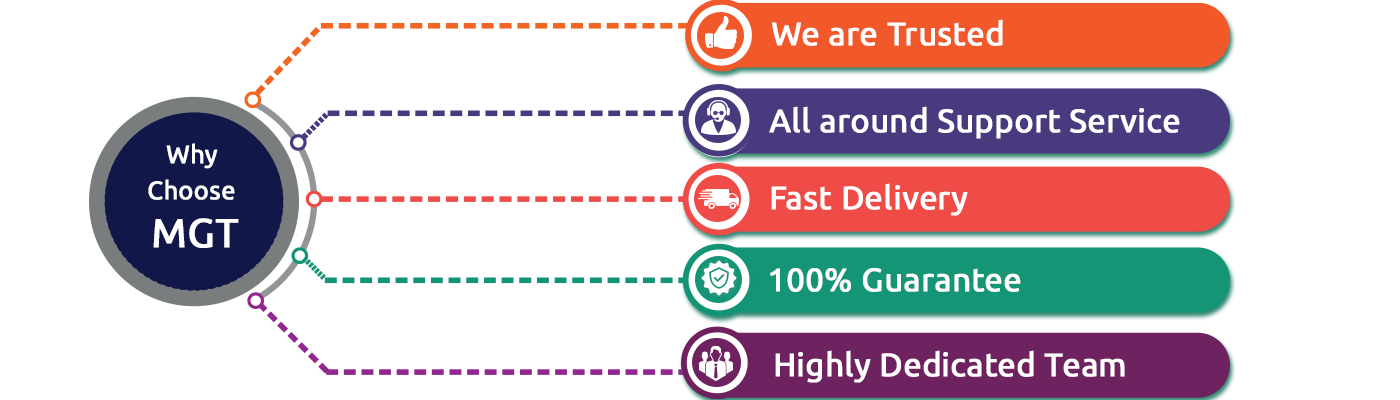 Why
Choose
MGT
We are Trusted
All around Support Service
Fast Delivery
100% Guarantee
Highly Dedicated Team